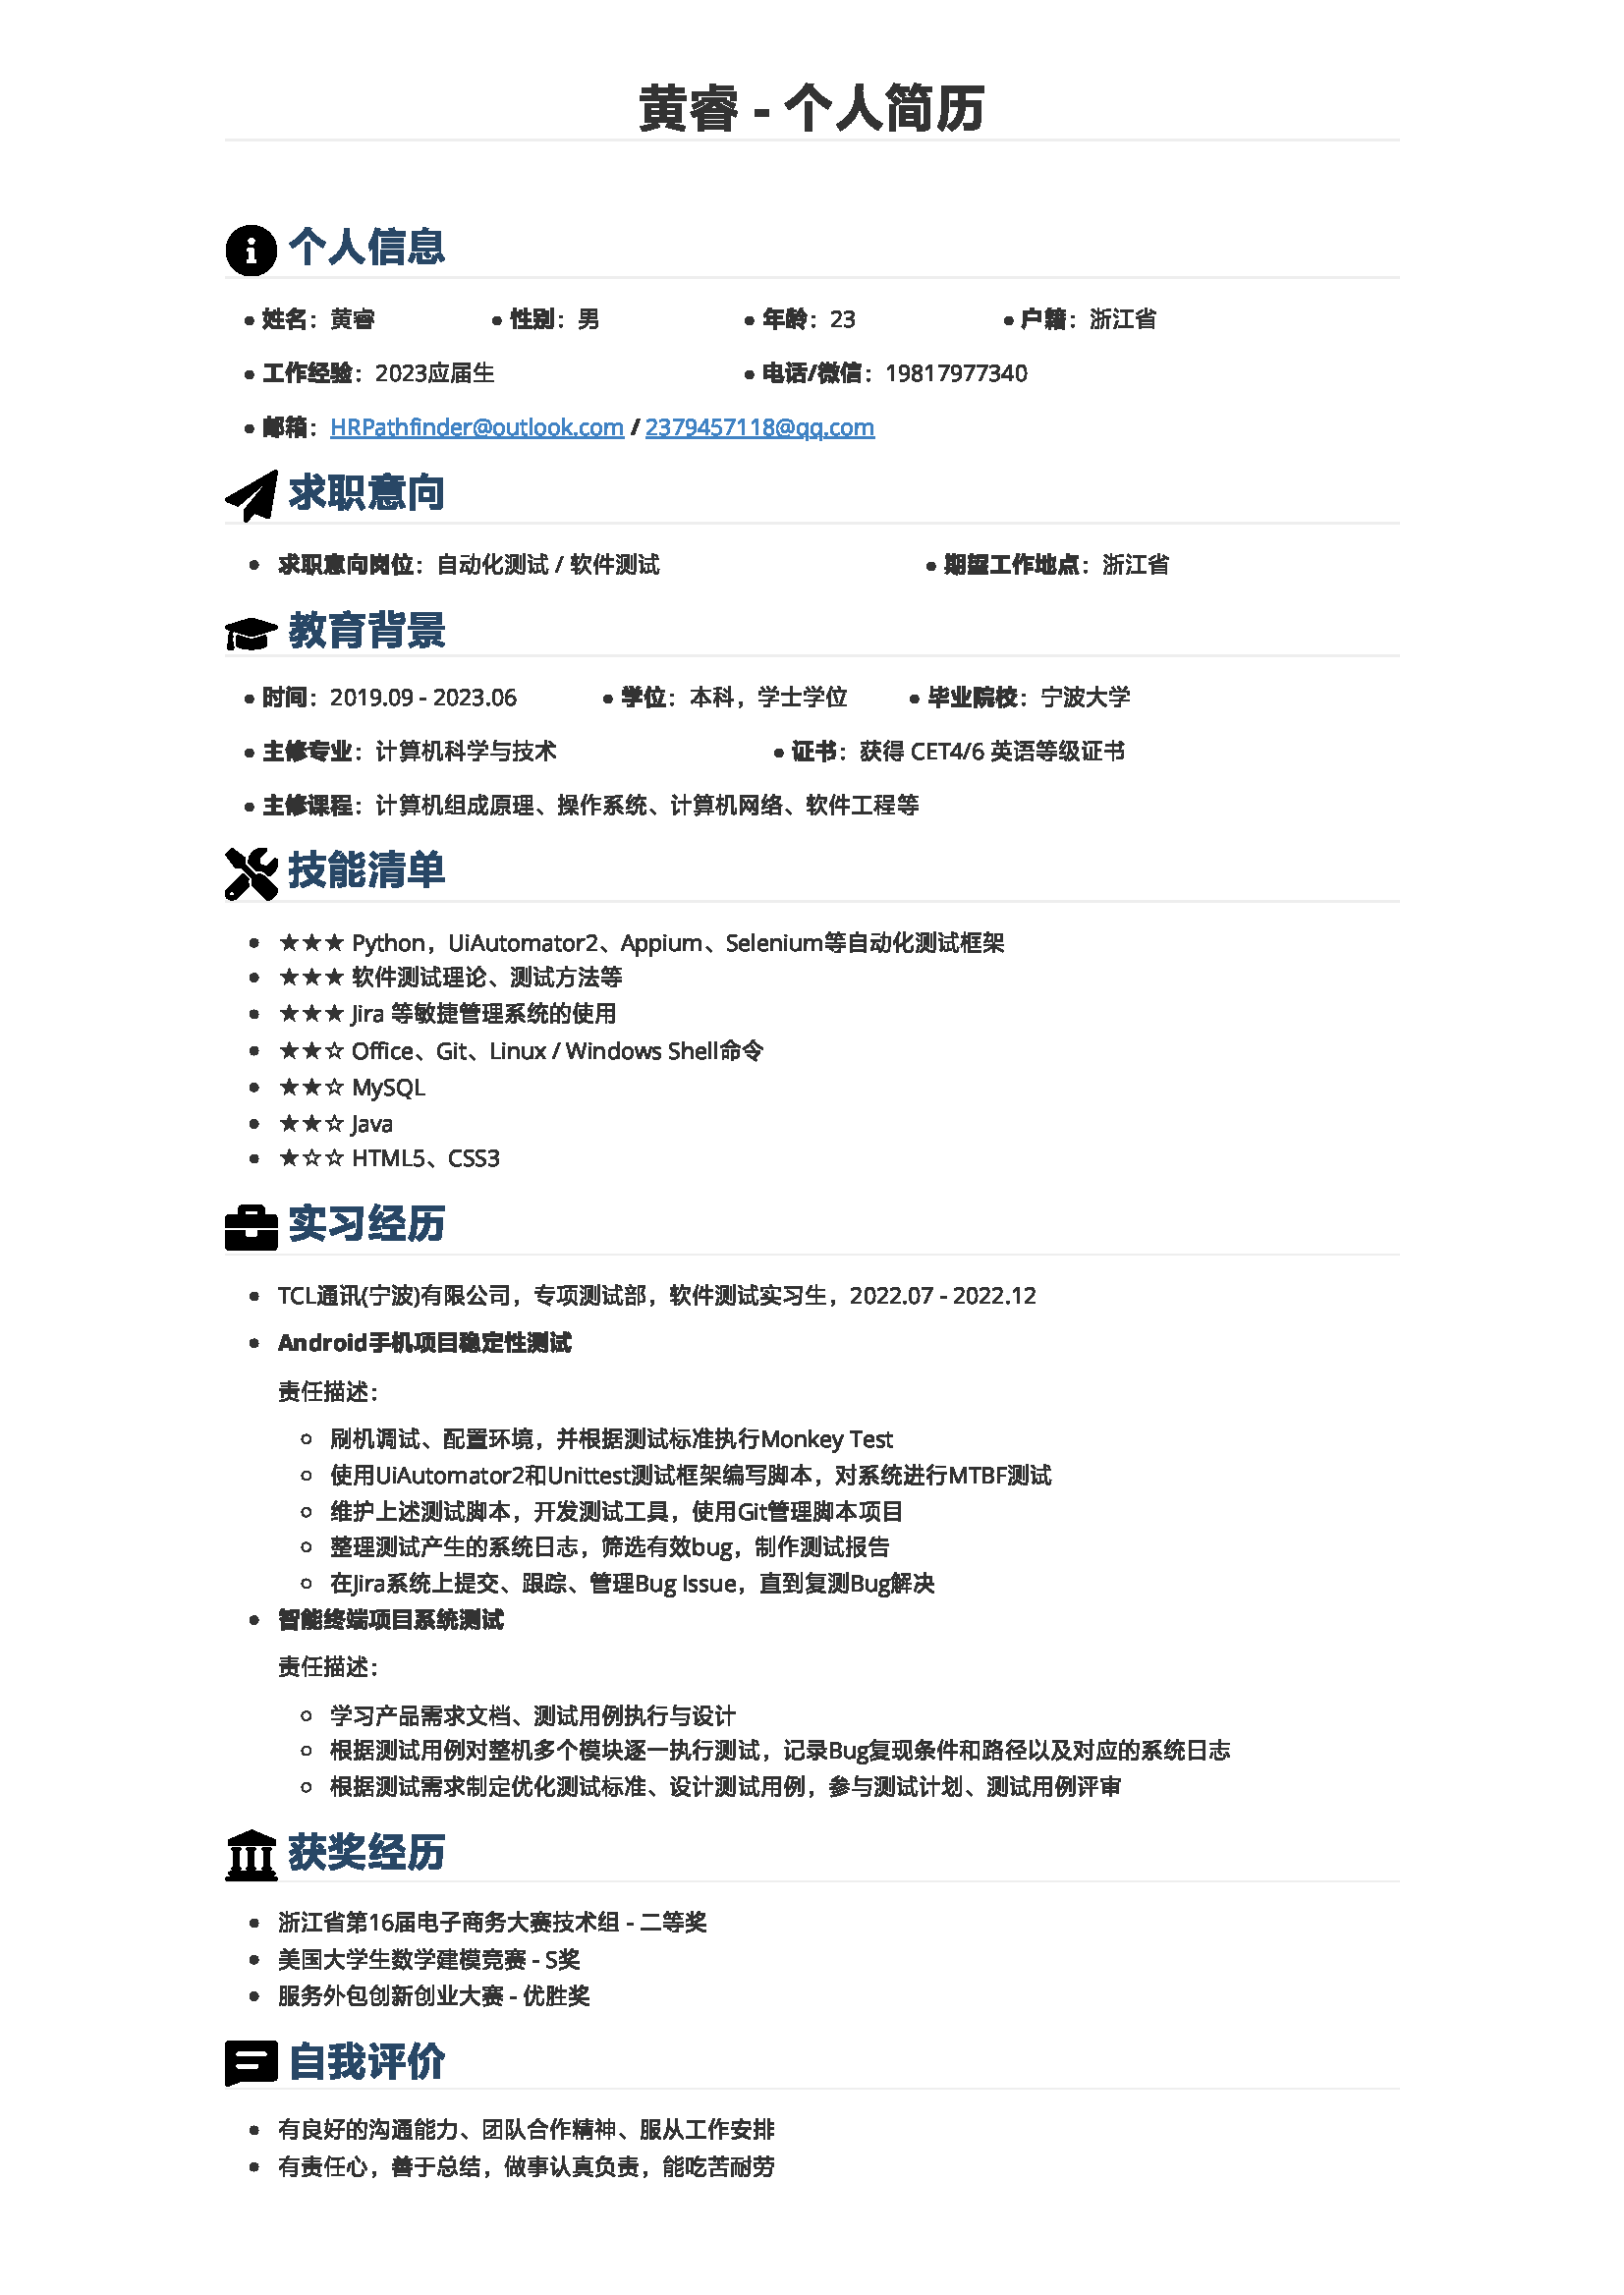 黄睿 - 个人简历
个人信息
姓名：黄睿 性别：男 年龄：23 户籍：浙江省
工作经验：2023应届生 电话/微信：19817977340
邮箱：HRPathfinder@outlook.com / 2379457118@qq.com
求职意向
求职意向岗位：自动化测试 / 软件测试 期望工作地点：浙江省
教育背景
时间：2019.09 - 2023.06 学位：本科，学士学位 毕业院校：宁波大学
主修专业：计算机科学与技术 证书：获得 CET4/6 英语等级证书
主修课程：计算机组成原理、操作系统、计算机网络、软件工程等
技能清单
★★★ Python，UiAutomator2、Appium、Selenium等自动化测试框架
★★★ 软件测试理论、测试方法等
★★★ Jira 等敏捷管理系统的使用
★★☆ Office、Git、Linux / Windows Shell命令
★★☆ MySQL
★★☆ Java
★☆☆ HTML5、CSS3
实习经历
TCL通讯(宁波)有限公司，专项测试部，软件测试实习生，2022.07 - 2022.12
Android手机项目稳定性测试
责任描述：
刷机调试、配置环境，并根据测试标准执行Monkey Test
使用UiAutomator2和Unittest测试框架编写脚本，对系统进行MTBF测试
维护上述测试脚本，开发测试工具，使用Git管理脚本项目
整理测试产生的系统日志，筛选有效bug，制作测试报告
在Jira系统上提交、跟踪、管理Bug Issue，直到复测Bug解决
智能终端项目系统测试
责任描述：
学习产品需求文档、测试用例执行与设计
根据测试用例对整机多个模块逐一执行测试，记录Bug复现条件和路径以及对应的系统日志
根据测试需求制定优化测试标准、设计测试用例，参与测试计划、测试用例评审
获奖经历
浙江省第16届电子商务大赛技术组 - 二等奖
美国大学生数学建模竞赛 - S奖
服务外包创新创业大赛 - 优胜奖
自我评价
有良好的沟通能力、团队合作精神、服从工作安排
有责任心，善于总结，做事认真负责，能吃苦耐劳